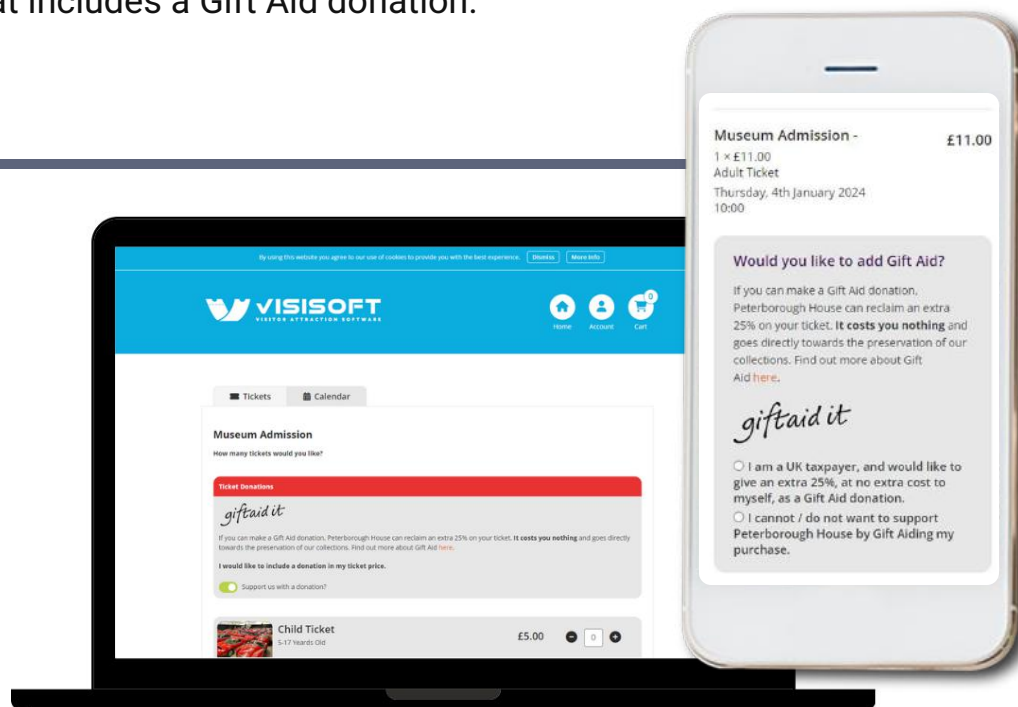 at includes a Gift Aid donation.
By using this website you agree to our use of cookies to provide you with the best experience. Dismiss More Info
VISISOFT
VISITOR ATTRACTION SOFTWARE
Home Account 0 Cart
Tickets Calendar
Museum Admission
How many tickets would you like?
Ticket Donations
giftaid it
If you can make a Gift Aid donation, Peterborough House can reclaim an extra 25% on your ticket. It costs you nothing and goes directly
towards the preservation of our collections. Find out more about Gift Aid here.
I would like to include a donation in my ticket price.
Support us with a donation?
Child Ticket
5-17 Yeards Old
£5.00 0
Museum Admission - £11.00
1 × £11.00
Adult Ticket
Thursday, 4th January 2024
10:00
Would you like to add Gift Aid?
If you can make a Gift Aid donation,
Peterborough House can reclaim an extra
25% on your ticket. It costs you nothing and
goes directly towards the preservation of our
collections. Find out more about Gift
Aid here.
giftaid it
I am a UK taxpayer, and would like to
give an extra 25%, at no extra cost to
myself, as a Gift Aid donation.
I cannot / do not want to support
Peterborough House by Gift Aiding my
purchase.